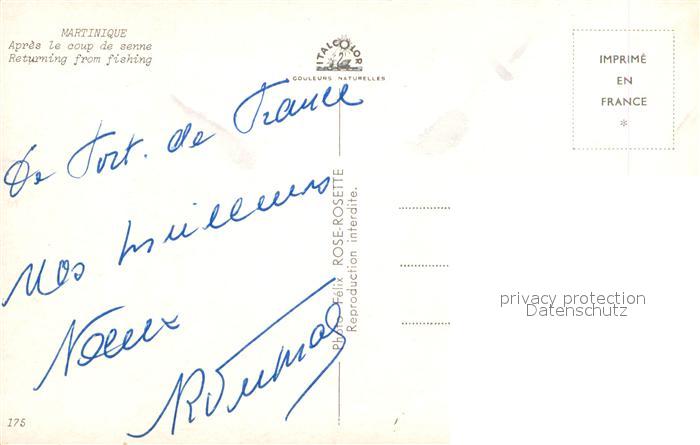 MARTINIQUE
Après le coup de senne
Returning from fishing
ITALCOLOR
COULEURS NATURELLES
IMPRIMÉ
EN
FRANCE
*
De Fort. de France
Nos meilleurs
Voeux
Photo Félix ROSE-ROSETTE
Reproduction interdite.
privacy protection
Datenschutz
175